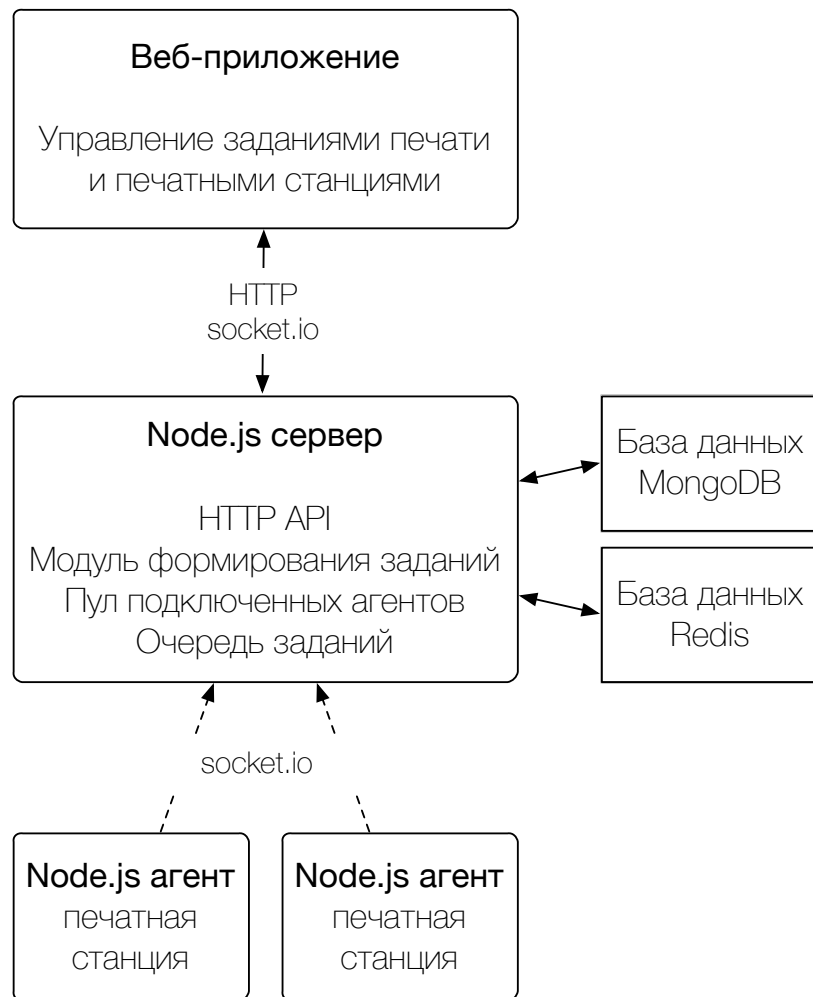 Веб-приложение
Управление заданиями печати
и печатными станциями
HTTP
socket.io
Node.js сервер
HTTP API
Модуль формирования заданий
Пул подключенных агентов
Очередь заданий
База данных
MongoDB
База данных
Redis
socket.io
Node.js агент
печатная
станция
Node.js агент
печатная
станция